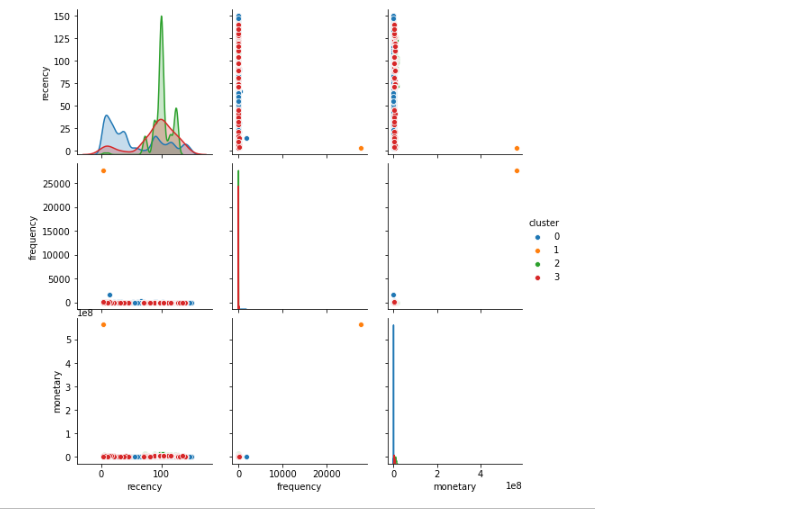 150
125
100
75
50
25
0
recency
25000
20000
15000
10000
5000
0
frequency
cluster
0
1
2
3
1e8
5
4
3
2
1
0
monetary
0 100
recency
0 10000 20000
frequency
0 2 4
1e8
monetary